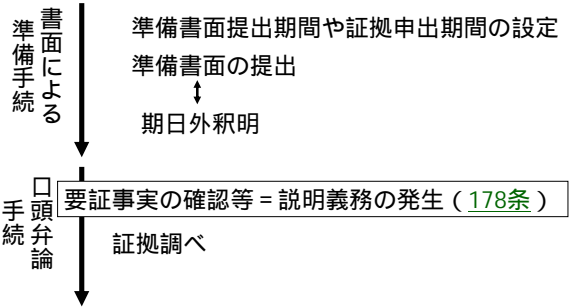 書面による
準備手続
準備書面提出期間や証拠申出期間の設定
準備書面の提出
期日外釈明
口頭弁論
手続
要証事実の確認等=説明義務の発生(178条)
証拠調べ